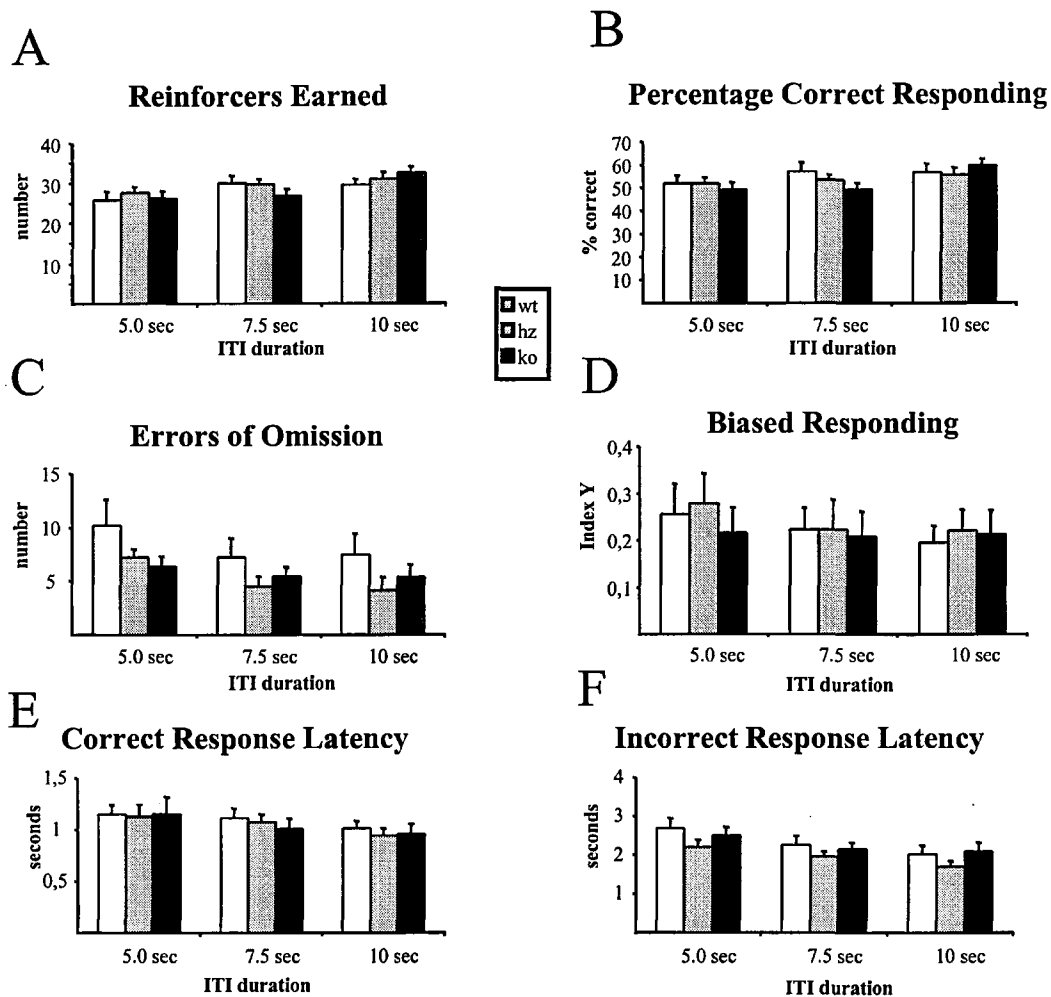 A
Reinforcers Earned
number
40
30
20
10
5.0 sec 7.5 sec 10 sec
ITI duration
B
Percentage Correct Responding
% correct
70
60
50
40
30
20
10
5.0 sec 7.5 sec 10 sec
ITI duration
wt
hz
ko
C
Errors of Omission
number
15
10
5
5.0 sec 7.5 sec 10 sec
ITI duration
D
Biased Responding
Index Y
0,4
0,3
0,2
0,1
5.0 sec 7.5 sec 10 sec
ITI duration
E
Correct Response Latency
seconds
1,5
1
0,5
5.0 sec 7.5 sec 10 sec
ITI duration
F
Incorrect Response Latency
seconds
4
3
2
1
5.0 sec 7.5 sec 10 sec
ITI duration